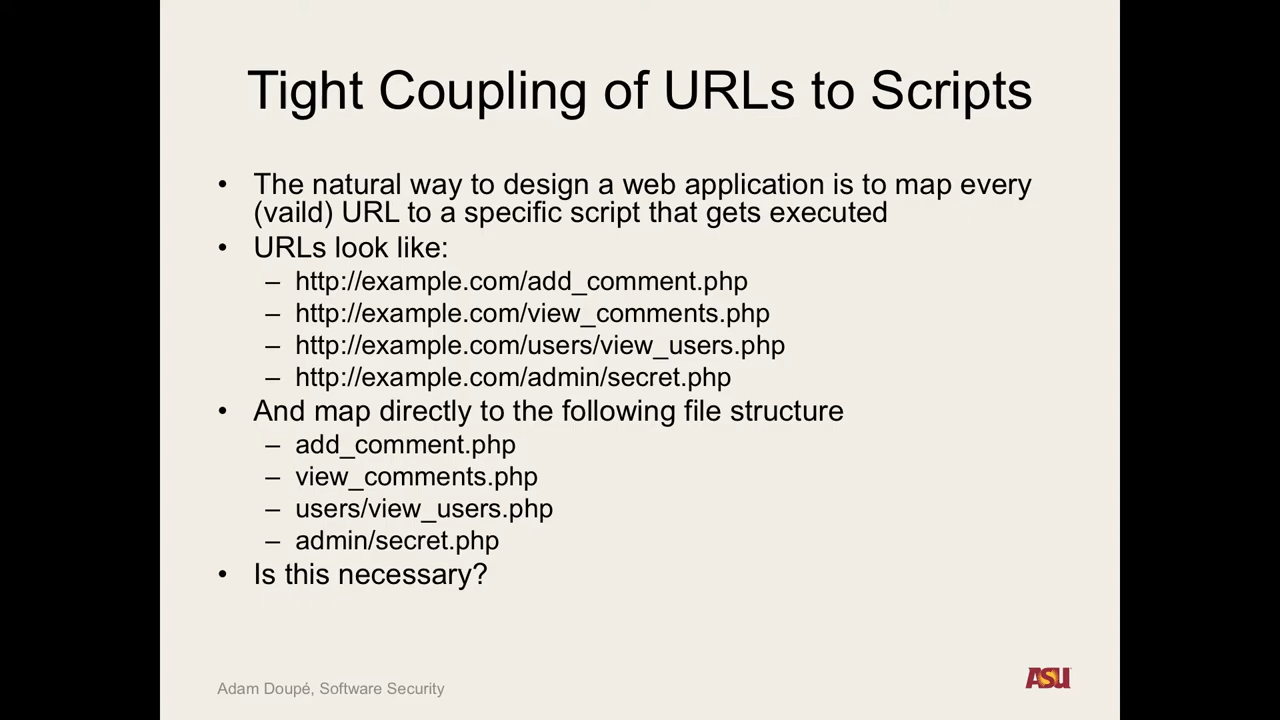 Tight Coupling of URLs to Scripts
• The natural way to design a web application is to map every
(vaild) URL to a specific script that gets executed
• URLs look like:
– http://example.com/add_comment.php
– http://example.com/view_comments.php
– http://example.com/users/view_users.php
– http://example.com/admin/secret.php
• And map directly to the following file structure
– add_comment.php
– view_comments.php
– users/view_users.php
– admin/secret.php
• Is this necessary?
Adam Doupé, Software Security
ASU